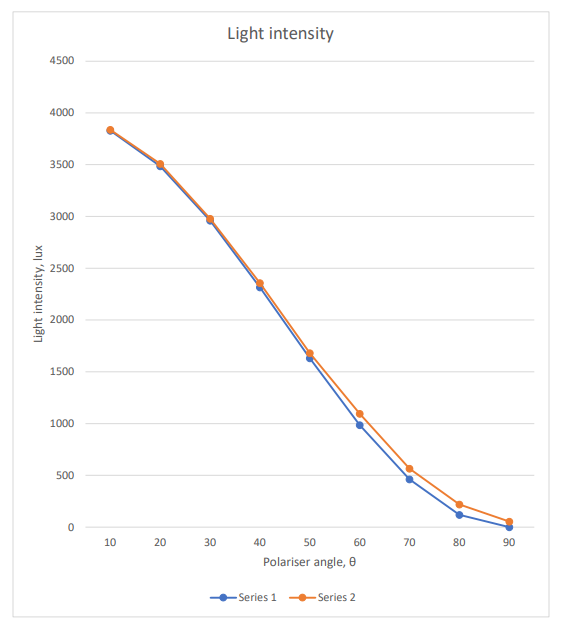 Light intensity
4500
4000
3500
3000
2500
2000
1500
1000
500
0
Light intensity, lux
10 20 30 40 50 60 70 80 90
Polariser angle, θ
Series 1 Series 2